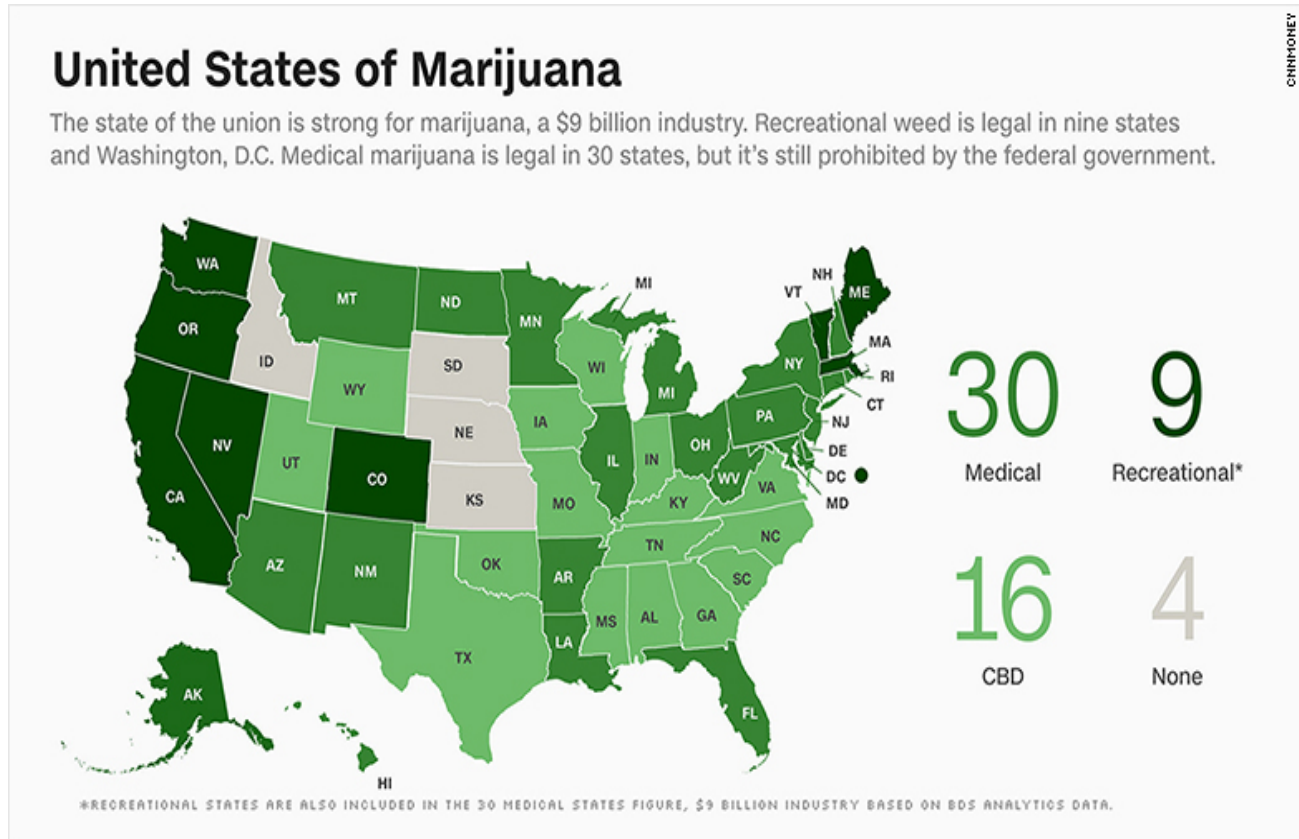 CNNMONEY
United States of Marijuana
The state of the union is strong for marijuana, a $9 billion industry. Recreational weed is legal in nine states
and Washington, D.C. Medical marijuana is legal in 30 states, but it's still prohibited by the federal government.
WA
MT
ND
MN
MI
VT
NH
ME
OR
ID
SD
WI
NY
MA
RI
CT
WY
MI
NJ
PA
DE
DC
MD
NV
UT
CO
NE
IA
IL
IN
OH
WV
VA
CA
KS
MO
KY
NC
TN
AZ
NM
OK
AR
SC
MS
AL
GA
TX
LA
FL
AK
HI
30
Medical
9
Recreational*
16
CBD
4
None
*RECREATIONAL STATES ARE ALSO INCLUDED IN THE 30 MEDICAL STATES FIGURE, $9 BILLION INDUSTRY BASED ON BDS ANALYTICS DATA.